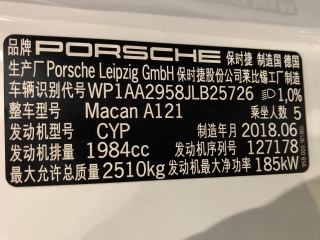 品牌 PORSCHE 保时捷 制造国 德国
生产厂 Porsche Leipzig GmbH 保时捷股份公司莱比锡工厂制造
车辆识别代号 WP1AA2958JLB25726 1,0%
整车型号 Macan A121 乘坐人数 5
发动机型号 CYP 制造年月 2018.06
发动机排量 1984cc 发动机序列号 127178
最大允许总质量 2510kg 发动机最大净功率 185kW